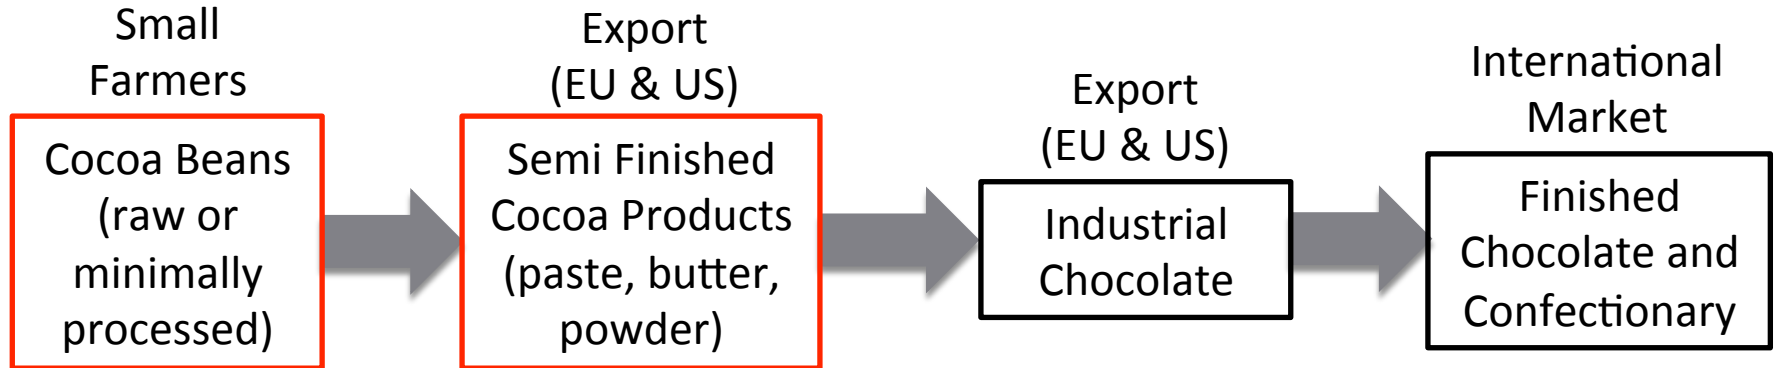 Small
Farmers
Cocoa Beans
(raw or
minimally
processed)
Export
(EU & US)
Semi Finished
Cocoa Products
(paste, butter,
powder)
Export
(EU & US)
Industrial
Chocolate
International
Market
Finished
Chocolate and
Confectionary